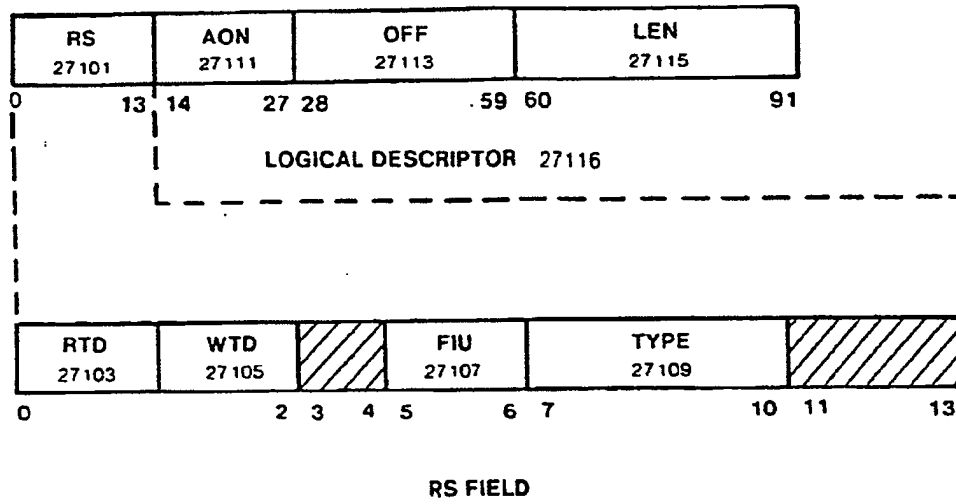 RS AON OFF LEN
27101 27111 27113 27115
0 13 14 27 28 59 60 91
LOGICAL DESCRIPTOR 27116
RTD WTD FIU TYPE
27103 27105 27107 27109
0 2 3 4 5 6 7 10 11 13
RS FIELD